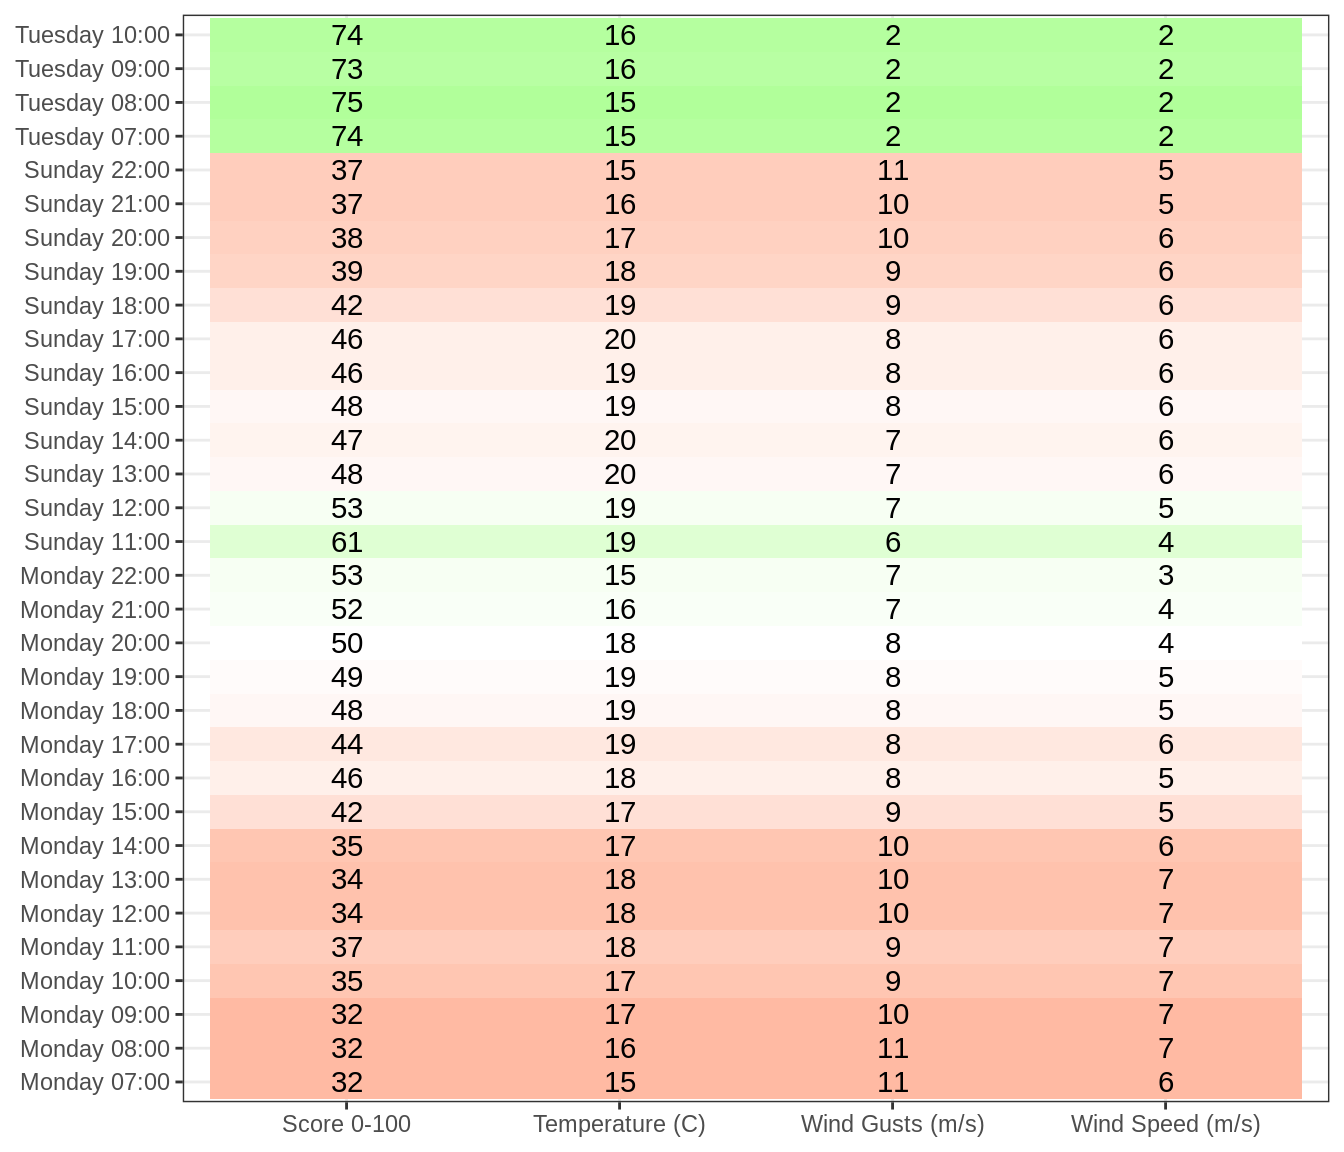 Tuesday 10:00 74 16 2 2
Tuesday 09:00 73 16 2 2
Tuesday 08:00 75 15 2 2
Tuesday 07:00 74 15 2 2
Sunday 22:00 37 15 11 5
Sunday 21:00 37 16 10 5
Sunday 20:00 38 17 10 6
Sunday 19:00 39 18 9 6
Sunday 18:00 42 19 9 6
Sunday 17:00 46 20 8 6
Sunday 16:00 46 19 8 6
Sunday 15:00 48 19 8 6
Sunday 14:00 47 20 7 6
Sunday 13:00 48 20 7 6
Sunday 12:00 53 19 7 5
Sunday 11:00 61 19 6 4
Monday 22:00 53 15 7 3
Monday 21:00 52 16 7 4
Monday 20:00 50 18 8 4
Monday 19:00 49 19 8 5
Monday 18:00 48 19 8 5
Monday 17:00 44 19 8 6
Monday 16:00 46 18 8 5
Monday 15:00 42 17 9 5
Monday 14:00 35 17 10 6
Monday 13:00 34 18 10 7
Monday 12:00 34 18 10 7
Monday 11:00 37 18 9 7
Monday 10:00 35 17 9 7
Monday 09:00 32 17 10 7
Monday 08:00 32 16 11 7
Monday 07:00 32 15 11 6
Score 0-100 Temperature (C) Wind Gusts (m/s) Wind Speed (m/s)